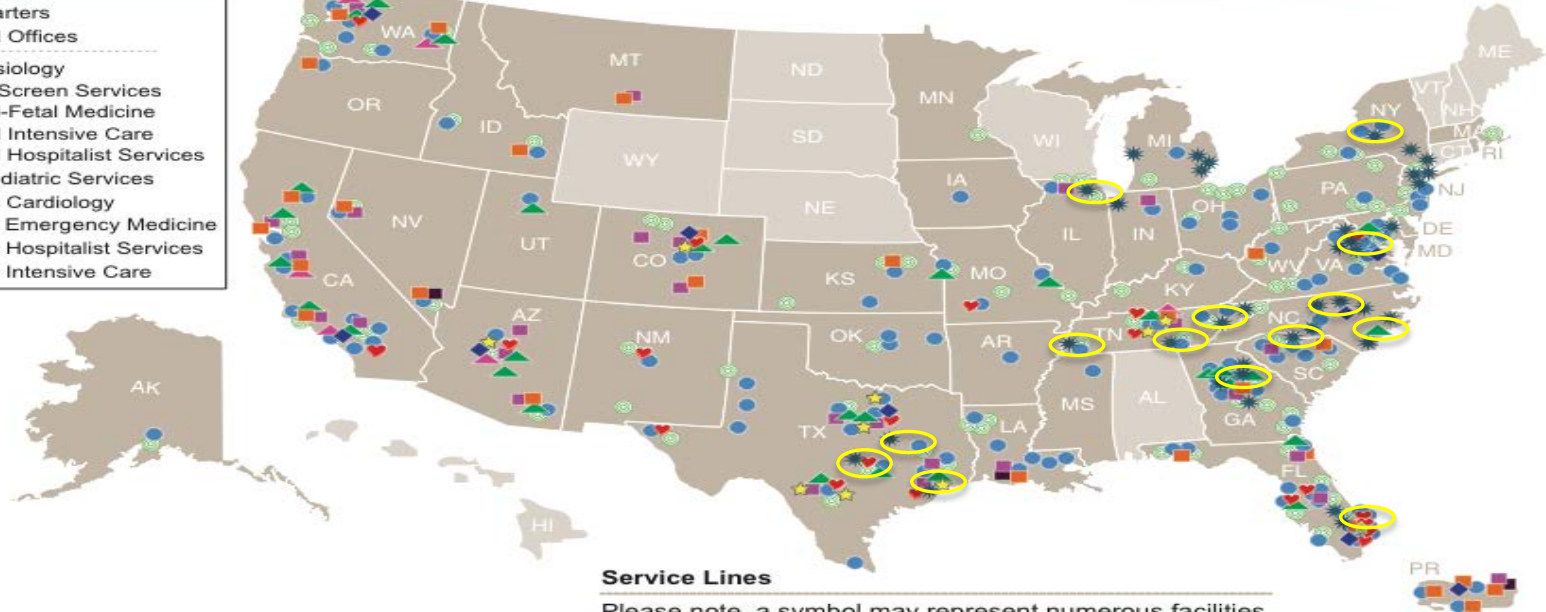 arters
Offices
siology
Screen Services
-Fetal Medicine
Intensive Care
Hospitalist Services
diatric Services
Cardiology
Emergency Medicine
Hospitalist Services
Intensive Care
WA
MT
ND
MN
ME
VT
NH
NY
MA
OR
ID
SD
WI
MI
CT
RI
WY
IA
PA
NJ
NE
OH
NV
UT
CO
IL
IN
DE
MD
WV
VA
CA
KS
MO
KY
AZ
NM
OK
AR
TN
NC
SC
AK
TX
MS
AL
GA
LA
FL
HI
PR
Service Lines
Please note, a symbol may represent numerous facilities